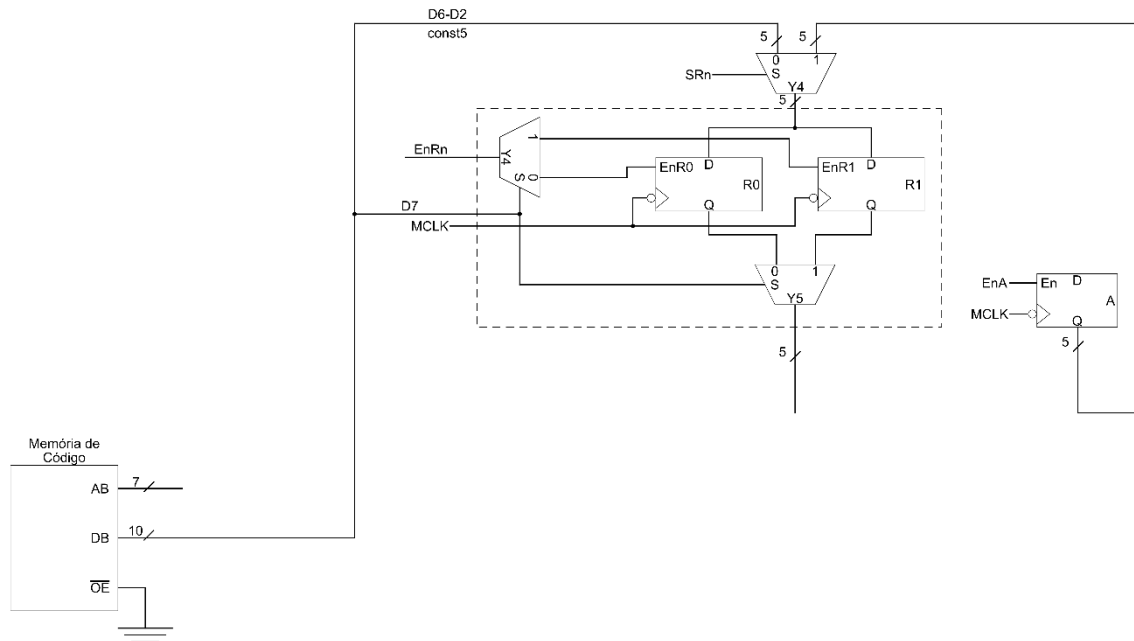 D6-D2
const5
5
5
0
1
SRn
S
Y4
5
EnRn
1
Y4
S
0
EnR0
D
R0
Q
EnR1
D
R1
Q
D7
MCLK
0
1
S
Y5
5
EnA
En
D
A
MCLK
Q
5
Memória de
Código
AB
7
DB
10
OE